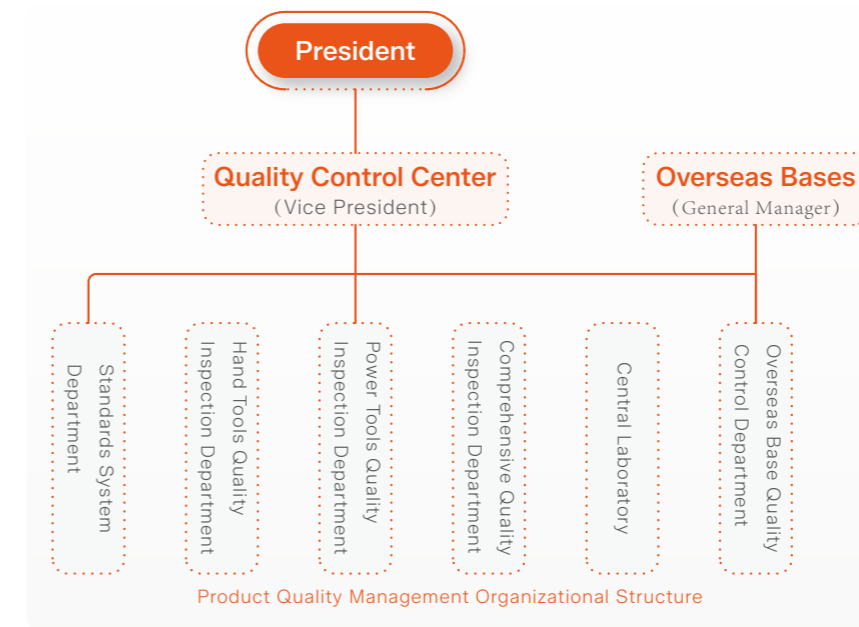 President
Quality Control Center
(Vice President)
Overseas Bases
(General Manager)
Standards System
Department
Hand Tools Quality
Inspection Department
Power Tools Quality
Inspection Department
Comprehensive Quality
Inspection Department
Central Laboratory
Overseas Base Quality
Control Department
Product Quality Management Organizational Structure